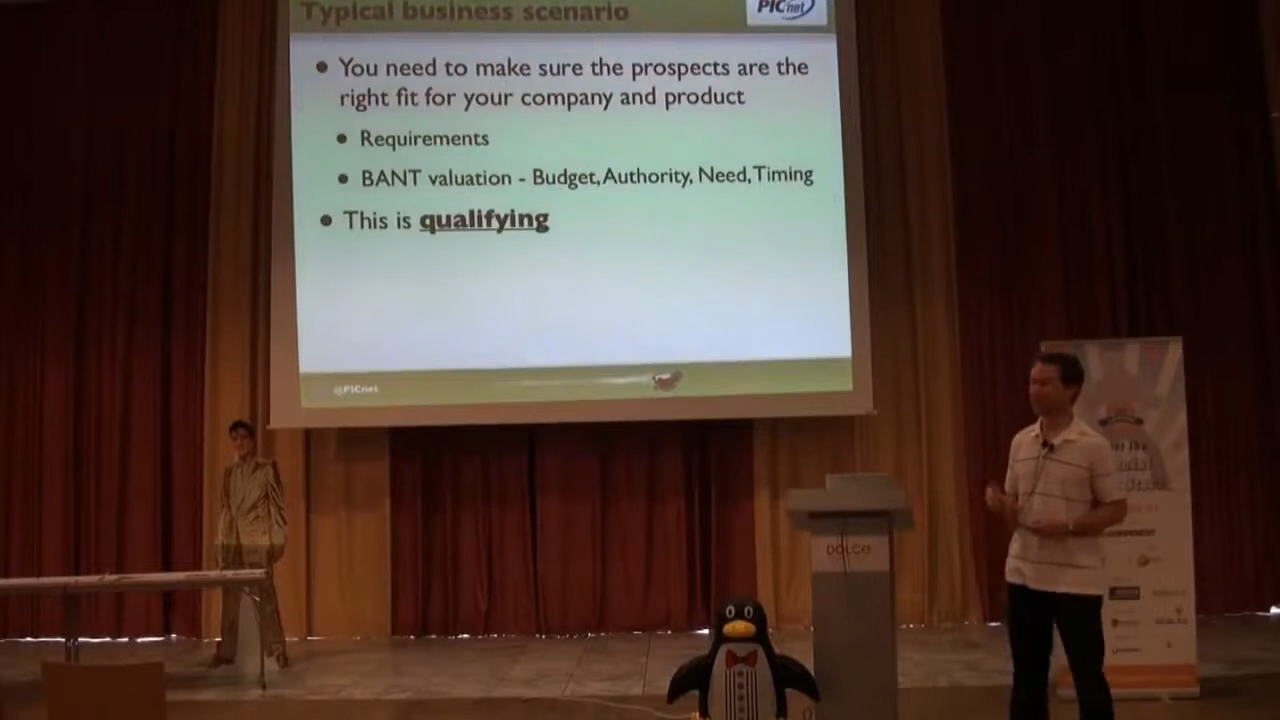 Typical business scenario
PICnet
You need to make sure the prospects are the
right fit for your company and product
Requirements
BANT valuation - Budget, Authority, Need, Timing
This is qualifying
@PICnet
DOLCE